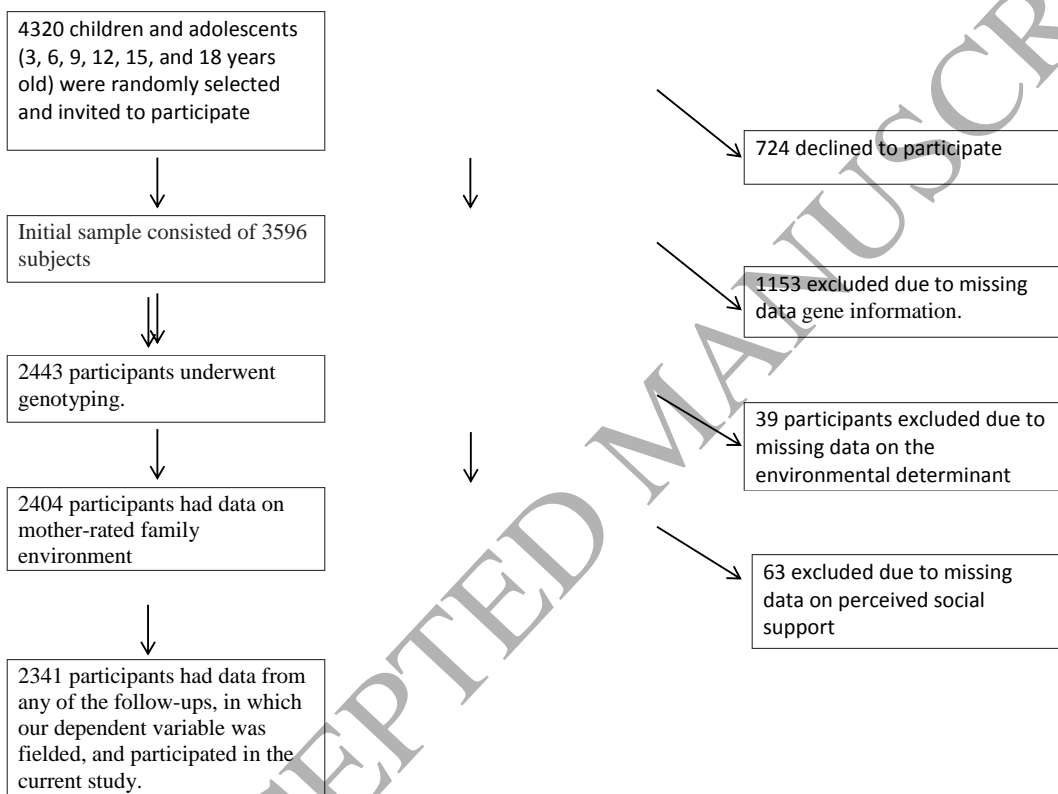 4320 children and adolescents
(3, 6, 9, 12, 15, and 18 years
old) were randomly selected
and invited to participate
724 declined to participate
Initial sample consisted of 3596
subjects
1153 excluded due to missing
data gene information.
2443 participants underwent
genotyping.
39 participants excluded due to
missing data on the
environmental determinant
2404 participants had data on
mother-rated family
environment
63 excluded due to missing
data on perceived social
support
2341 participants had data from
any of the follow-ups, in which
our dependent variable was
fielded, and participated in the
current study.
EPTED MANUSCR